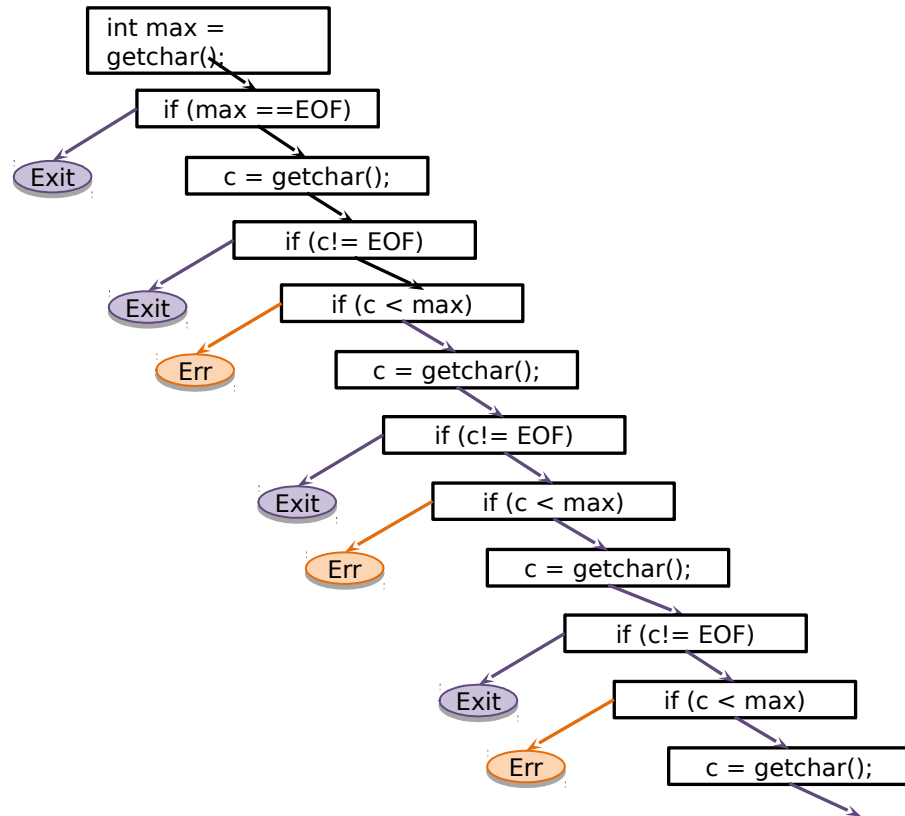 int max =
getchar();
if (max ==EOF)
Exit
c = getchar();
if (c!= EOF)
Exit
if (c < max)
Err
c = getchar();
if (c!= EOF)
Exit
if (c < max)
Err
c = getchar();
if (c!= EOF)
Exit
if (c < max)
Err
c = getchar();